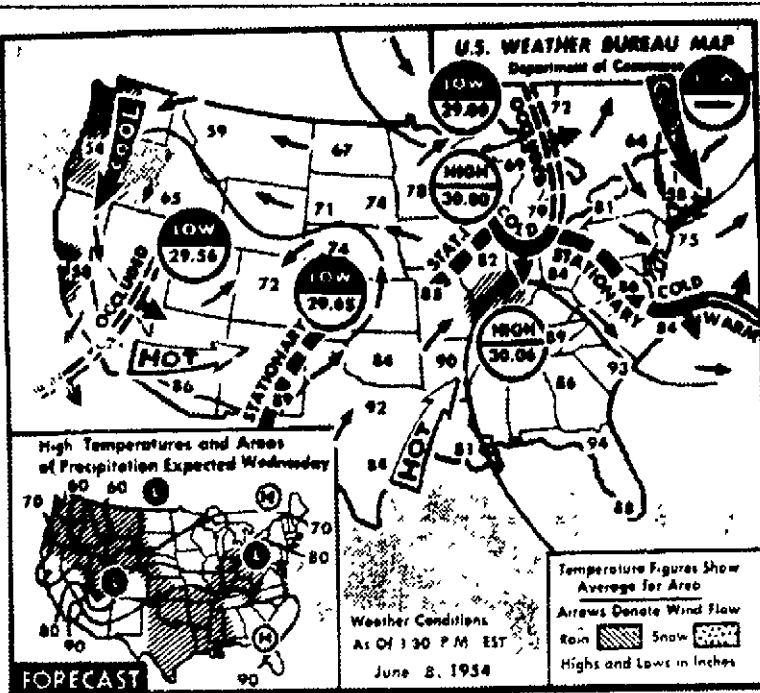 U.S. WEATHER BUREAU MAP
Department of Commerce
LOW
29.80
72
COOL
54
59
67
69
64
HIGH
30.00
78
65
71
74
79
81
58
75
COLD
LOW
29.56
STAT.
82
STATIONARY
84
86
COLD
WARM
84
58
OCCLUDED
72
74
LOW
29.65
88
HOT
86
STATIONARY
89
84
90
HIGH
30.06
89
86
93
92
HOT
81
84
94
88
High Temperatures and Areas
of Precipitation Expected Wednesday
70
60
60
L
H
70
80
L
L
80
90
H
90
FORECAST
Weather Conditions
As Of 1:30 P.M. EST
June 8, 1954
Temperature Figures Show
Average for Area
Arrows Denote Wind Flow
Rain
Snow
Highs and Lows in Inches